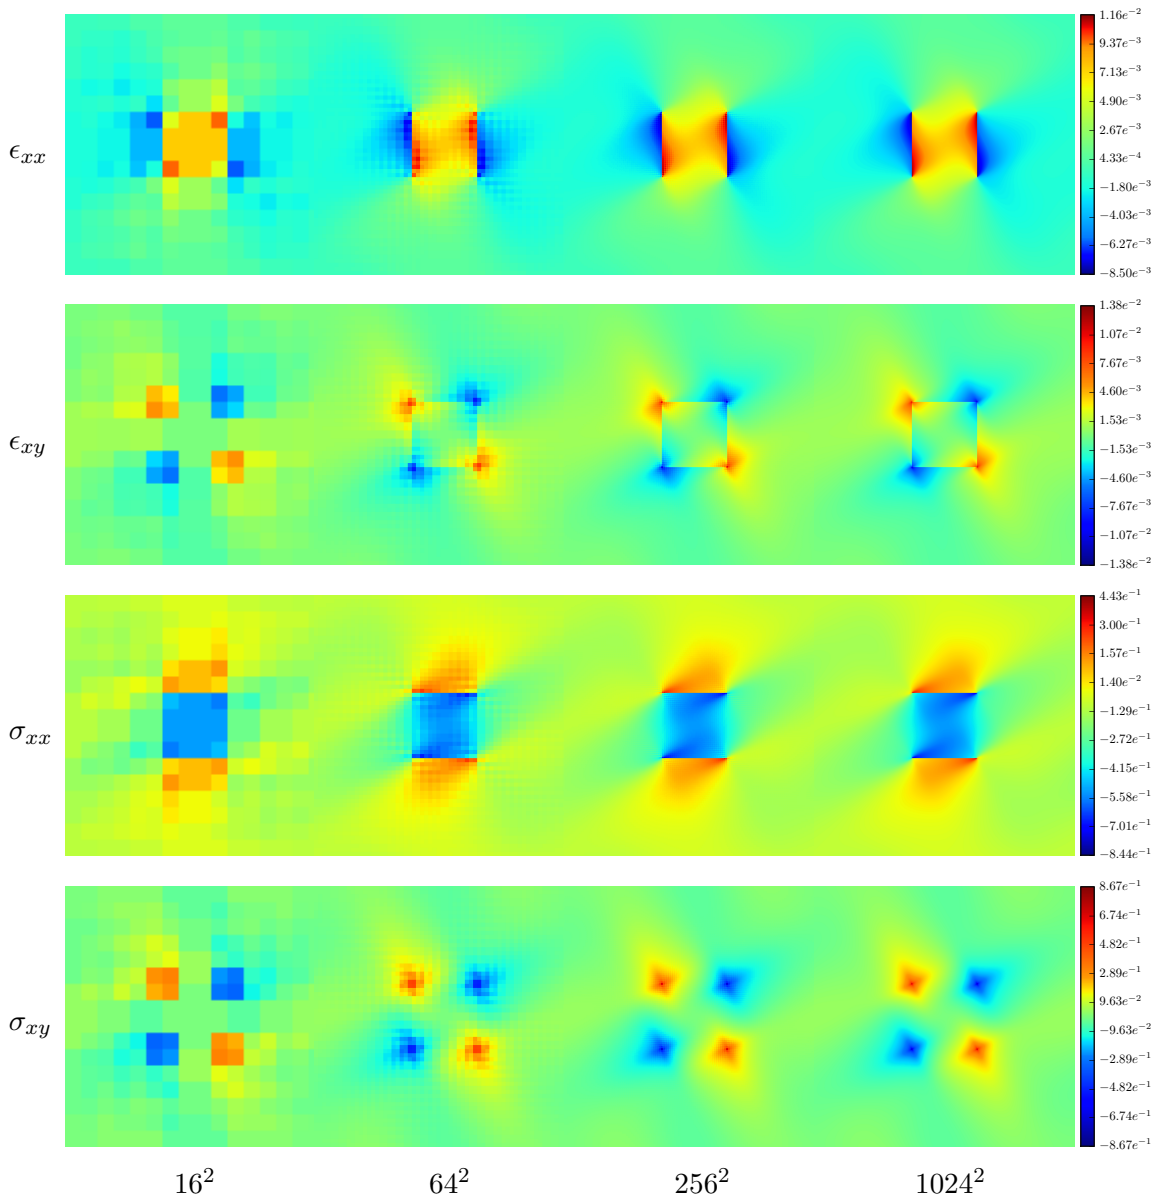 1.16e⁻²
9.37e⁻³
7.13e⁻³
4.90e⁻³
2.67e⁻³
4.33e⁻⁴
−1.80e⁻³
−4.03e⁻³
−6.27e⁻³
−8.50e⁻³
ϵxx
1.38e⁻²
1.07e⁻²
7.67e⁻³
4.60e⁻³
1.53e⁻³
−1.53e⁻³
−4.60e⁻³
−7.67e⁻³
−1.07e⁻²
−1.38e⁻²
ϵxy
4.43e⁻¹
3.00e⁻¹
1.57e⁻¹
1.40e⁻²
−1.29e⁻¹
−2.72e⁻¹
−4.15e⁻¹
−5.58e⁻¹
−7.01e⁻¹
−8.44e⁻¹
σxx
8.67e⁻¹
6.74e⁻¹
4.82e⁻¹
2.89e⁻¹
9.63e⁻²
−9.63e⁻²
−2.89e⁻¹
−4.82e⁻¹
−6.74e⁻¹
−8.67e⁻¹
σxy
16² 64² 256² 1024²